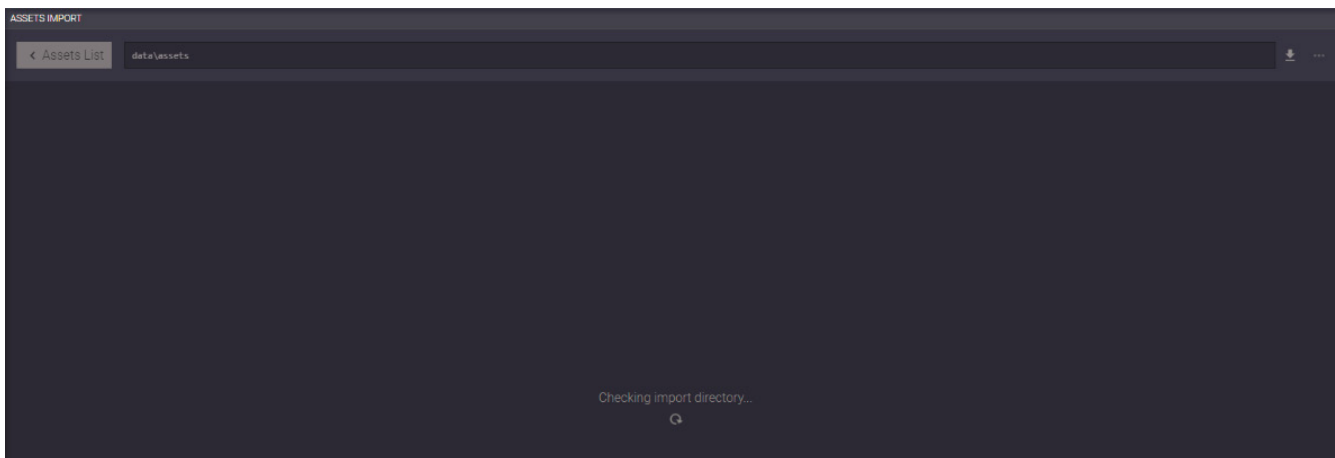 ASSETS IMPORT
Assets List
data\assets
Checking import directory...